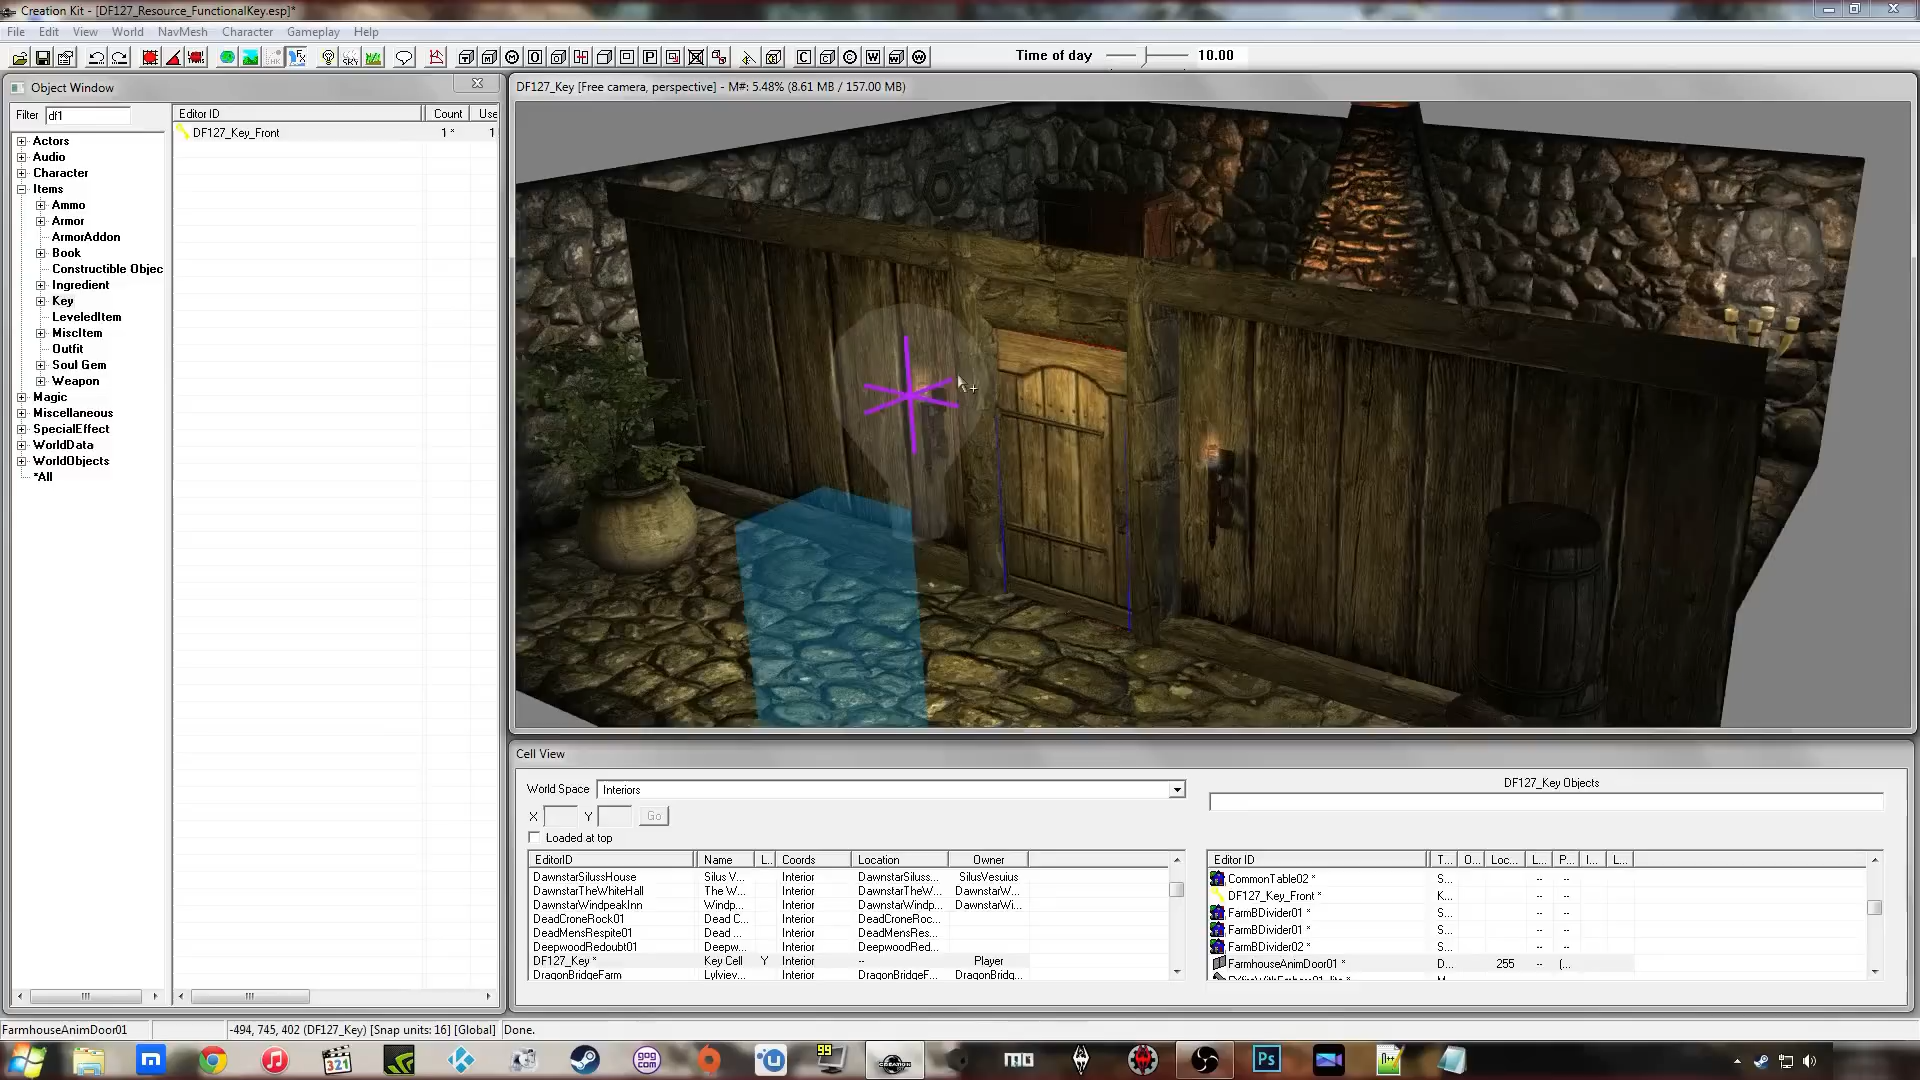 Creation Kit - [DF127_Resource_FunctionalKey.esp]*
File Edit View World NavMesh Character Gameplay Help
Time of day 10.00
Object Window
Filter df1
Actors
Audio
Character
Items
Ammo
Armor
ArmorAddon
Book
Constructible Objec
Ingredient
Key
LeveledItem
MiscItem
Outfit
Soul Gem
Weapon
Magic
Miscellaneous
SpecialEffect
WorldData
WorldObjects
*All
Editor ID Count Use
DF127_Key_Front 1 * 1
DF127_Key [Free camera, perspective] - M#: 5.48% (8.61 MB / 157.00 MB)
Cell View
World Space Interiors
X Y Go
Loaded at top
EditorID Name L.. Coords Location Owner
DawnstarSilussHouse Silus V... Interior DawnstarSiluss... SilusVesuius
DawnstarTheWhiteHall The W... Interior DawnstarTheW... DawnstarW...
DawnstarWindpeakInn Windp... Interior DawnstarWindp... DawnstarWi...
DeadCroneRock01 Dead C... Interior DeadCroneRoc...
DeadMensRespite01 Dead ... Interior DeadMensRes...
DeepwoodRedoubt01 Deepw... Interior DeepwoodRed...
DF127_Key * Key Cell Y Interior -- Player
DragonBridgeFarm Lylviev... Interior DragonBridgeF... DragonBridg...
DF127_Key Objects
Editor ID T... O... Loc... L... P... I... L...
CommonTable02 * S... -- --
DF127_Key_Front * K... -- --
FarmBDivider01 * S... -- --
FarmBDivider01 * S... -- --
FarmBDivider02 * S... -- --
FarmhouseAnimDoor01 * D... 255 -- (...
FarmhouseAnimDoor01 -494, 745, 402 (DF127_Key) [Snap units: 16] [Global] Done.
m 321 gog com u 99 CREATION MO Ps